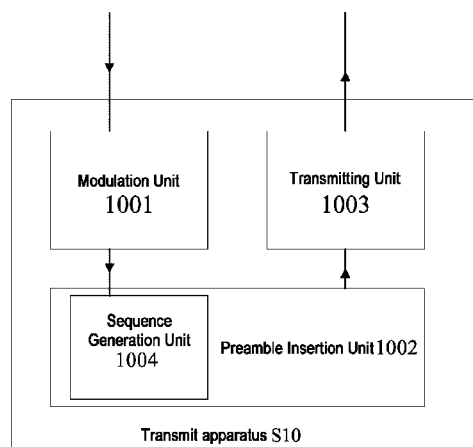 Modulation Unit
1001
Transmitting Unit
1003
Sequence
Generation Unit
1004
Preamble Insertion Unit 1002
Transmit apparatus S10